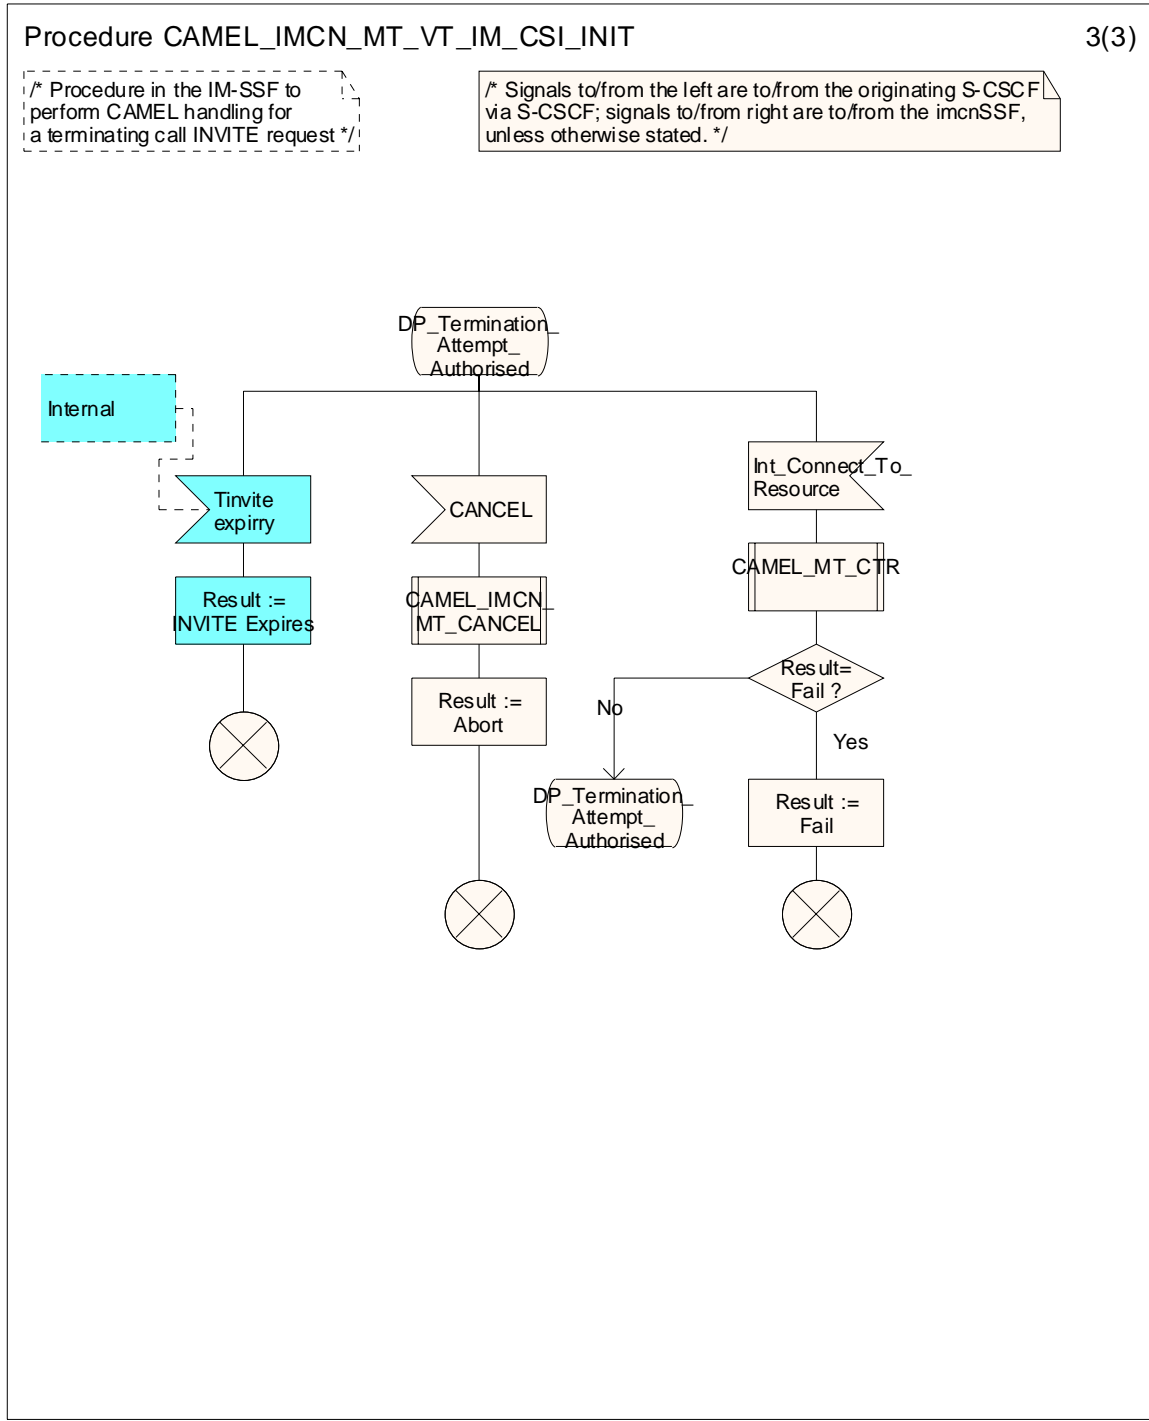 Procedure CAMEL_IMCN_MT_VT_IM_CSI_INIT
3(3)
/* Procedure in the IM-SSF to
perform CAMEL handling for
a terminating call INVITE request */
/* Signals to/from the left are to/from the originating S-CSCF
via S-CSCF; signals to/from right are to/from the imcnSSF,
unless otherwise stated. */
DP_Termination_
Attempt_
Authorised
Internal
Tinvite
expirry
Result :=
INVITE Expires
CANCEL
CAMEL_IMCN_
MT_CANCEL
Result :=
Abort
Int_Connect_To_
Resource
CAMEL_MT_CTR
Result=
Fail ?
No
Yes
DP_Termination_
Attempt_
Authorised
Result :=
Fail